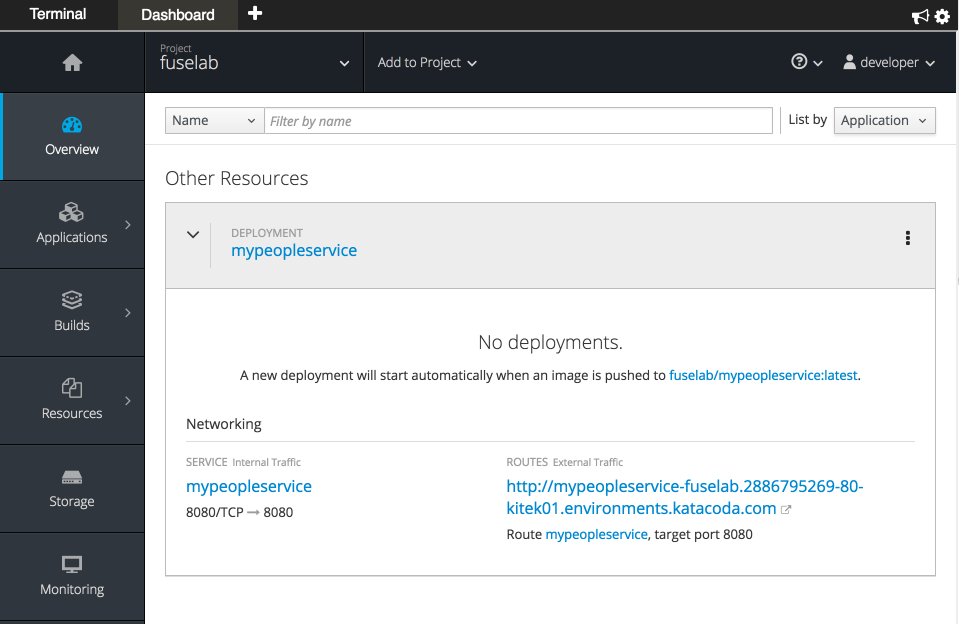 Terminal
Dashboard
Project
fuselab
Add to Project
developer
Overview
Applications
Builds
Resources
Storage
Monitoring
Name
Filter by name
List by
Application
Other Resources
DEPLOYMENT
mypeopleservice
No deployments.
A new deployment will start automatically when an image is pushed to fuselab/mypeopleservice:latest.
Networking
SERVICE Internal Traffic
mypeopleservice
8080/TCP → 8080
ROUTES External Traffic
http://mypeopleservice-fuselab.2886795269-80-
kitek01.environments.katacoda.com
Route mypeopleservice, target port 8080